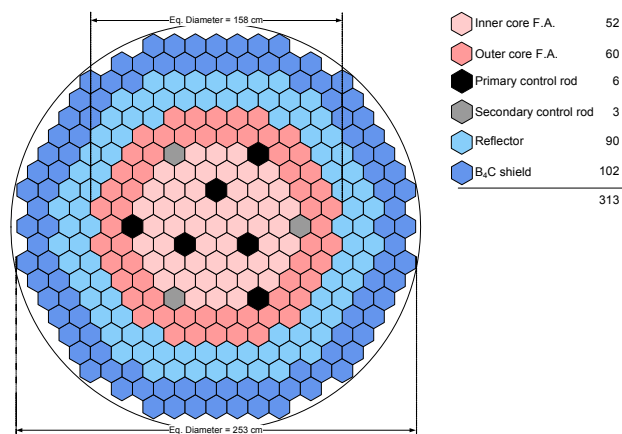 Eq. Diameter = 158 cm
Inner core F.A. 52
Outer core F.A. 60
Primary control rod 6
Secondary control rod 3
Reflector 90
B₄C shield 102
313
Eq. Diameter = 253 cm